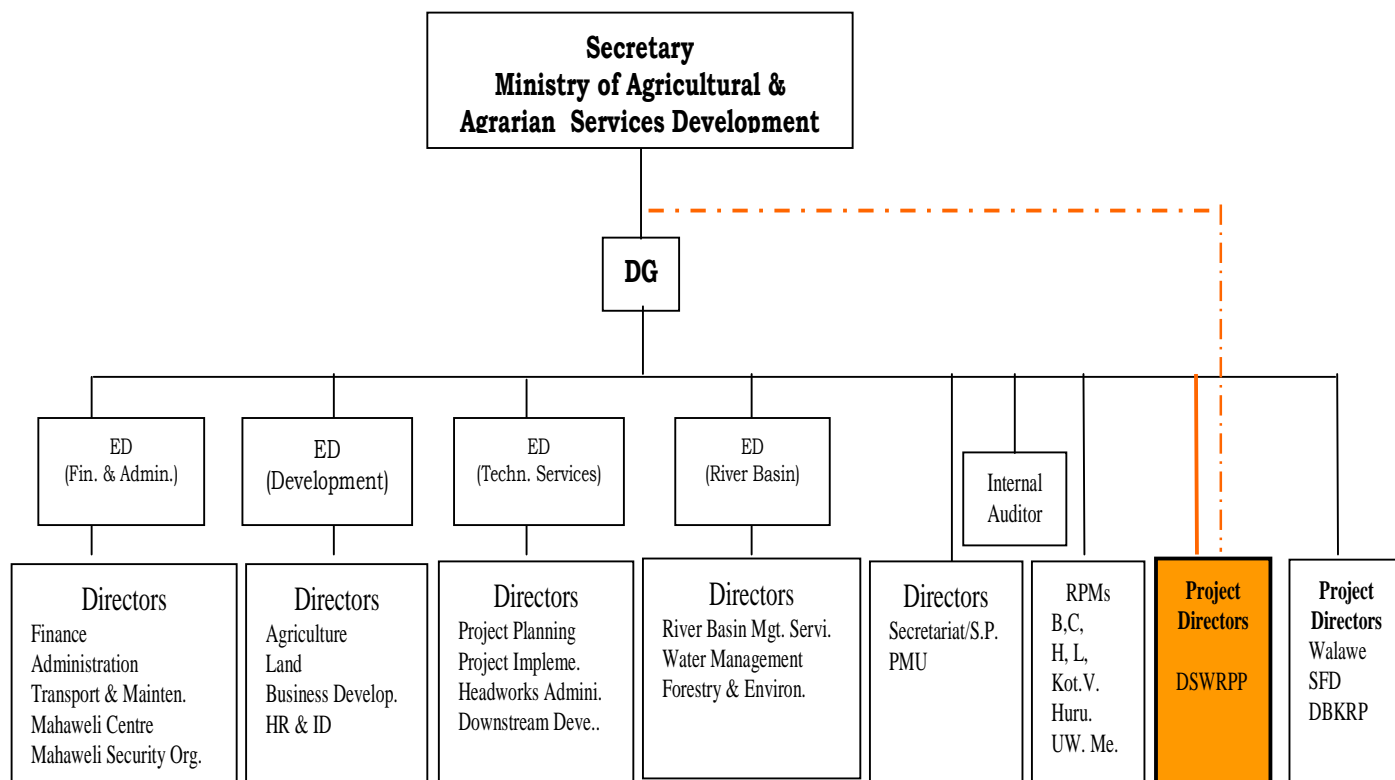 Secretary
Ministry of Agricultural &
Agrarian Services Development
DG
ED
(Fin. & Admin.)
ED
(Development)
ED
(Techn. Services)
ED
(River Basin)
Internal
Auditor
Directors
Finance
Administration
Transport & Mainten.
Mahaweli Centre
Mahaweli Security Org.
Directors
Agriculture
Land
Business Develop.
HR & ID
Directors
Project Planning
Project Impleme.
Headworks Admini.
Downstream Deve..
Directors
River Basin Mgt. Servi.
Water Management
Forestry & Environ.
Directors
Secretariat/S.P.
PMU
RPMs
B,C,
H, L,
Kot.V.
Huru.
UW. Me.
Project
Directors
DSWRPP
Project
Directors
Walawe
SFD
DBKRP